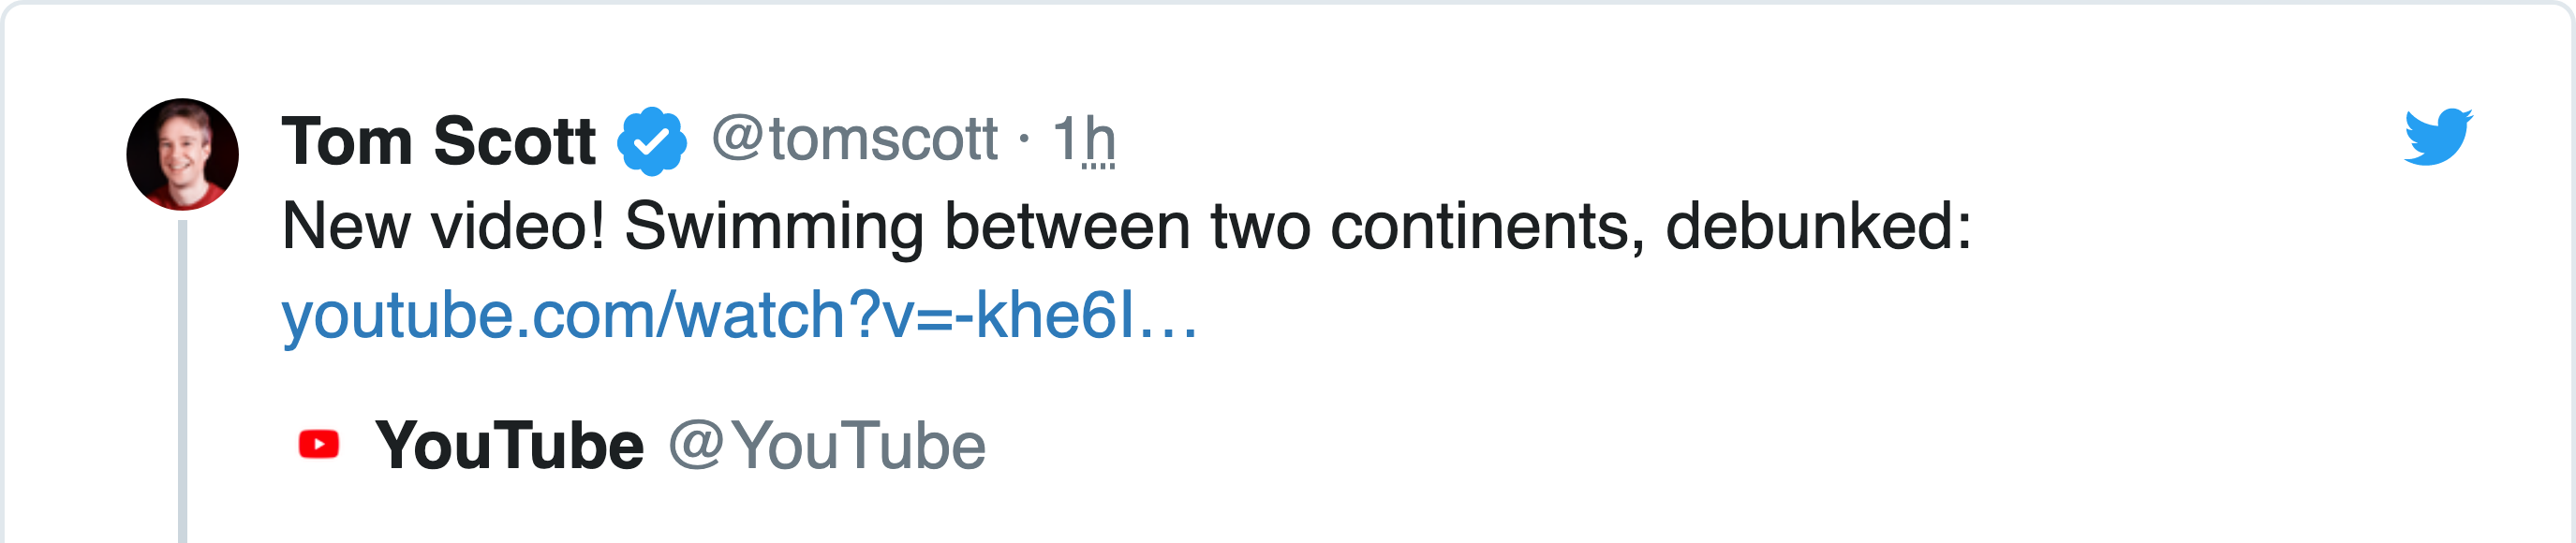 Tom Scott @tomscott · 1h
New video! Swimming between two continents, debunked:
youtube.com/watch?v=-khe6I…
YouTube @YouTube